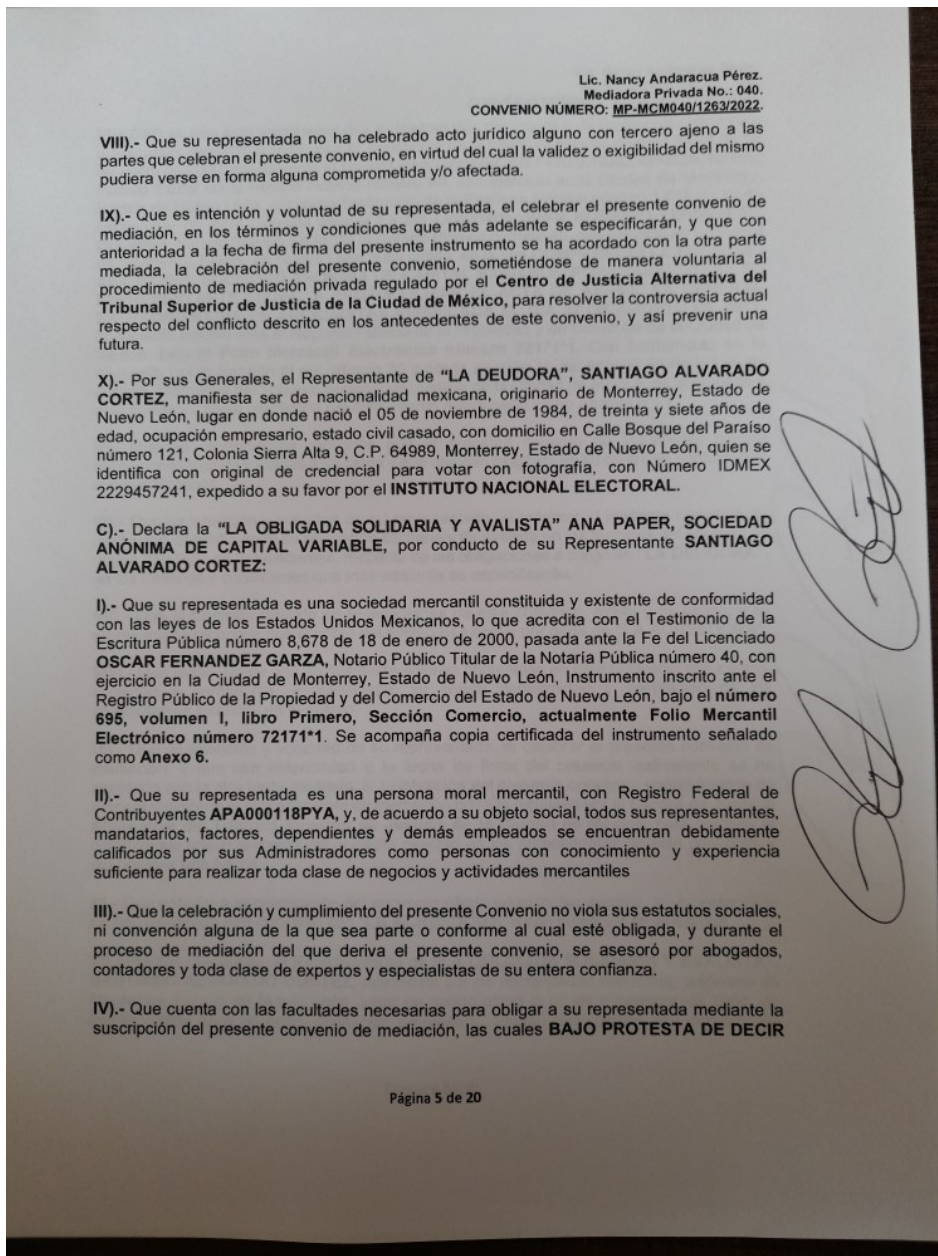 Lic. Nancy Andaracua Pérez.
Mediadora Privada No.: 040.
CONVENIO NÚMERO: MP-MCM040/1263/2022.
VIII).- Que su representada no ha celebrado acto jurídico alguno con tercero ajeno a las
partes que celebran el presente convenio, en virtud del cual la validez o exigibilidad del mismo
pudiera verse en forma alguna comprometida y/o afectada.
IX).- Que es intención y voluntad de su representada, el celebrar el presente convenio de
mediación, en los términos y condiciones que más adelante se especificarán, y que con
anterioridad a la fecha de firma del presente instrumento se ha acordado con la otra parte
mediada, la celebración del presente convenio, sometiéndose de manera voluntaria al
procedimiento de mediación privada regulado por el Centro de Justicia Alternativa del
Tribunal Superior de Justicia de la Ciudad de México, para resolver la controversia actual
respecto del conflicto descrito en los antecedentes de este convenio, y así prevenir una
futura.
X).- Por sus Generales, el Representante de “LA DEUDORA”, SANTIAGO ALVARADO
CORTEZ, manifiesta ser de nacionalidad mexicana, originario de Monterrey, Estado de
Nuevo León, lugar en donde nació el 05 de noviembre de 1984, de treinta y siete años de
edad, ocupación empresario, estado civil casado, con domicilio en Calle Bosque del Paraíso
número 121, Colonia Sierra Alta 9, C.P. 64989, Monterrey, Estado de Nuevo León, quien se
identifica con original de credencial para votar con fotografía, con Número IDMEX
2229457241, expedido a su favor por el INSTITUTO NACIONAL ELECTORAL.
C).- Declara la “LA OBLIGADA SOLIDARIA Y AVALISTA” ANA PAPER, SOCIEDAD
ANÓNIMA DE CAPITAL VARIABLE, por conducto de su Representante SANTIAGO
ALVARADO CORTEZ:
I).- Que su representada es una sociedad mercantil constituida y existente de conformidad
con las leyes de los Estados Unidos Mexicanos, lo que acredita con el Testimonio de la
Escritura Pública número 8,678 de 18 de enero de 2000, pasada ante la Fe del Licenciado
OSCAR FERNANDEZ GARZA, Notario Público Titular de la Notaría Pública número 40, con
ejercicio en la Ciudad de Monterrey, Estado de Nuevo León, Instrumento inscrito ante el
Registro Público de la Propiedad y del Comercio del Estado de Nuevo León, bajo el número
695, volumen I, libro Primero, Sección Comercio, actualmente Folio Mercantil
Electrónico número 72171*1. Se acompaña copia certificada del instrumento señalado
como Anexo 6.
II).- Que su representada es una persona moral mercantil, con Registro Federal de
Contribuyentes APA000118PYA, y, de acuerdo a su objeto social, todos sus representantes,
mandatarios, factores, dependientes y demás empleados se encuentran debidamente
calificados por sus Administradores como personas con conocimiento y experiencia
suficiente para realizar toda clase de negocios y actividades mercantiles
III).- Que la celebración y cumplimiento del presente Convenio no viola sus estatutos sociales,
ni convención alguna de la que sea parte o conforme al cual esté obligada, y durante el
proceso de mediación del que deriva el presente convenio, se asesoró por abogados,
contadores y toda clase de expertos y especialistas de su entera confianza.
IV).- Que cuenta con las facultades necesarias para obligar a su representada mediante la
suscripción del presente convenio de mediación, las cuales BAJO PROTESTA DE DECIR
Página 5 de 20